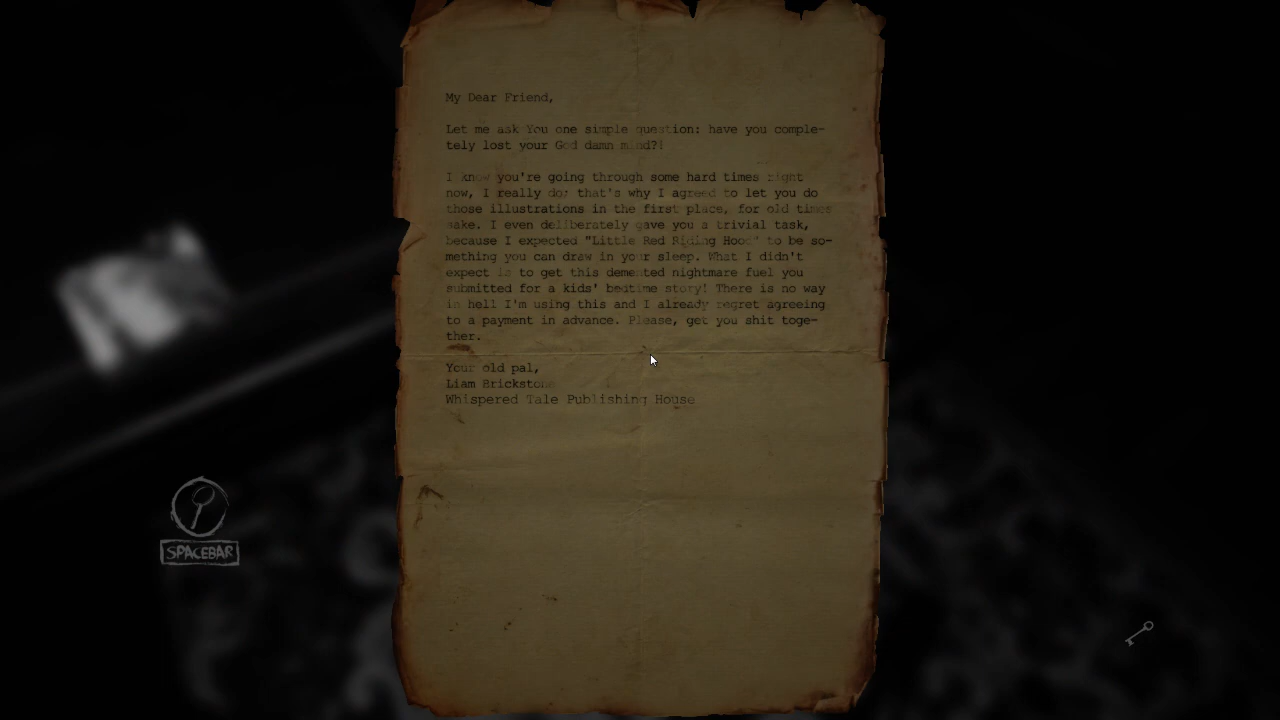 My Dear Friend,
Let me ask You one simple question: have you comple-
tely lost your God damn mind?!
I know you're going through some hard times right
now, I really do; that's why I agreed to let you do
those illustrations in the first place, for old times
sake. I even deliberately gave you a trivial task,
because I expected "Little Red Riding Hood" to be so-
mething you can draw in your sleep. What I didn't
expect is to get this demented nightmare fuel you
submitted for a kids' bedtime story! There is no way
in hell I'm using this and I already regret agreeing
to a payment in advance. Please, get you shit toge-
ther.
Your old pal,
Liam Brickstone
Whispered Tale Publishing House
SPACEBAR